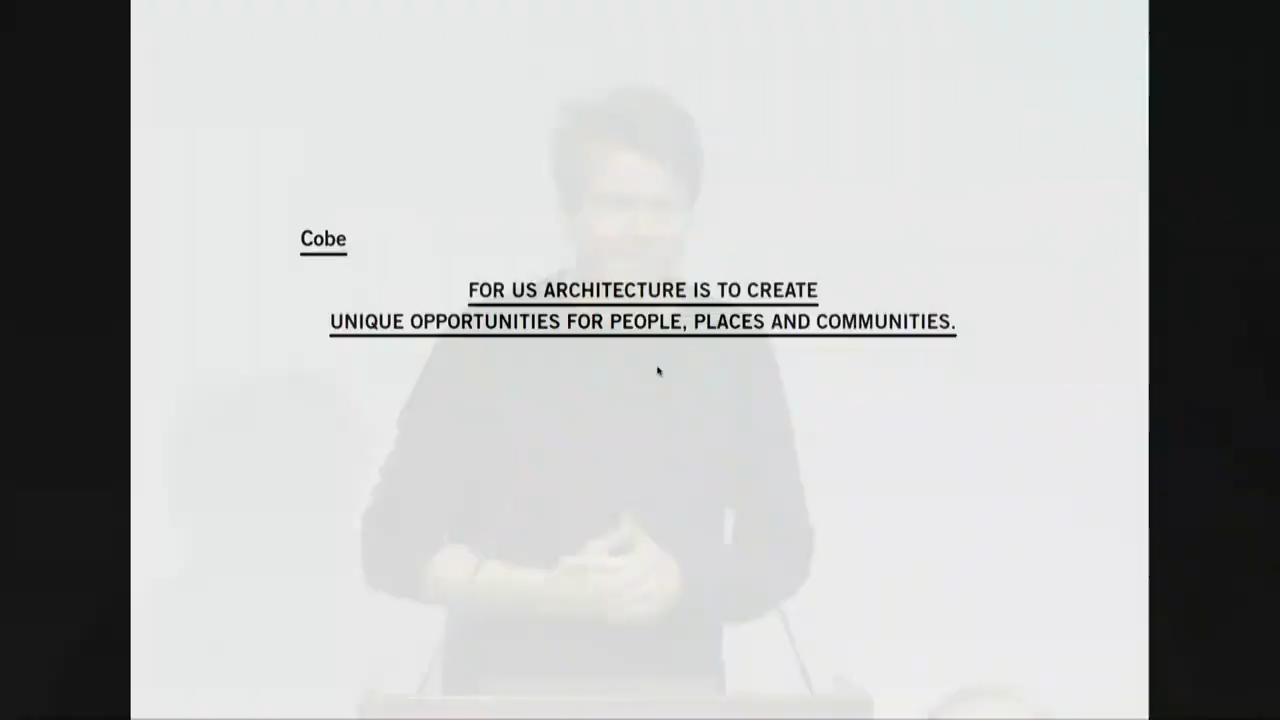 Cobe
FOR US ARCHITECTURE IS TO CREATE
UNIQUE OPPORTUNITIES FOR PEOPLE, PLACES AND COMMUNITIES.